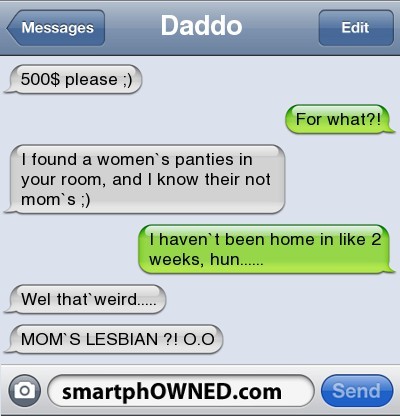 Messages Daddo Edit
500$ please ;)
For what?!
I found a women`s panties in
your room, and I know their not
mom`s ;)
I haven`t been home in like 2
weeks, hun......
Wel that`weird.....
MOM`S LESBIAN ?! O.O
smartphOWNED.com Send